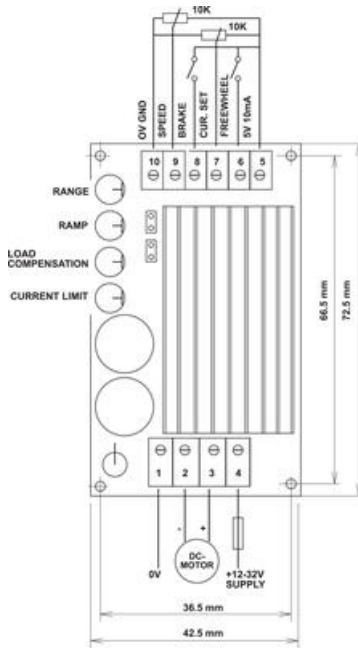 10K
10K
OV GND
SPEED
BRAKE
CUR. SET
FREEWHEEL
5V 10mA
10 9 8 7 6 5
RANGE
RAMP
LOAD
COMPENSATION
CURRENT LIMIT
66.5 mm
72.5 mm
1 2 3 4
- +
0V
DC-
MOTOR
+12-32V
SUPPLY
36.5 mm
42.5 mm